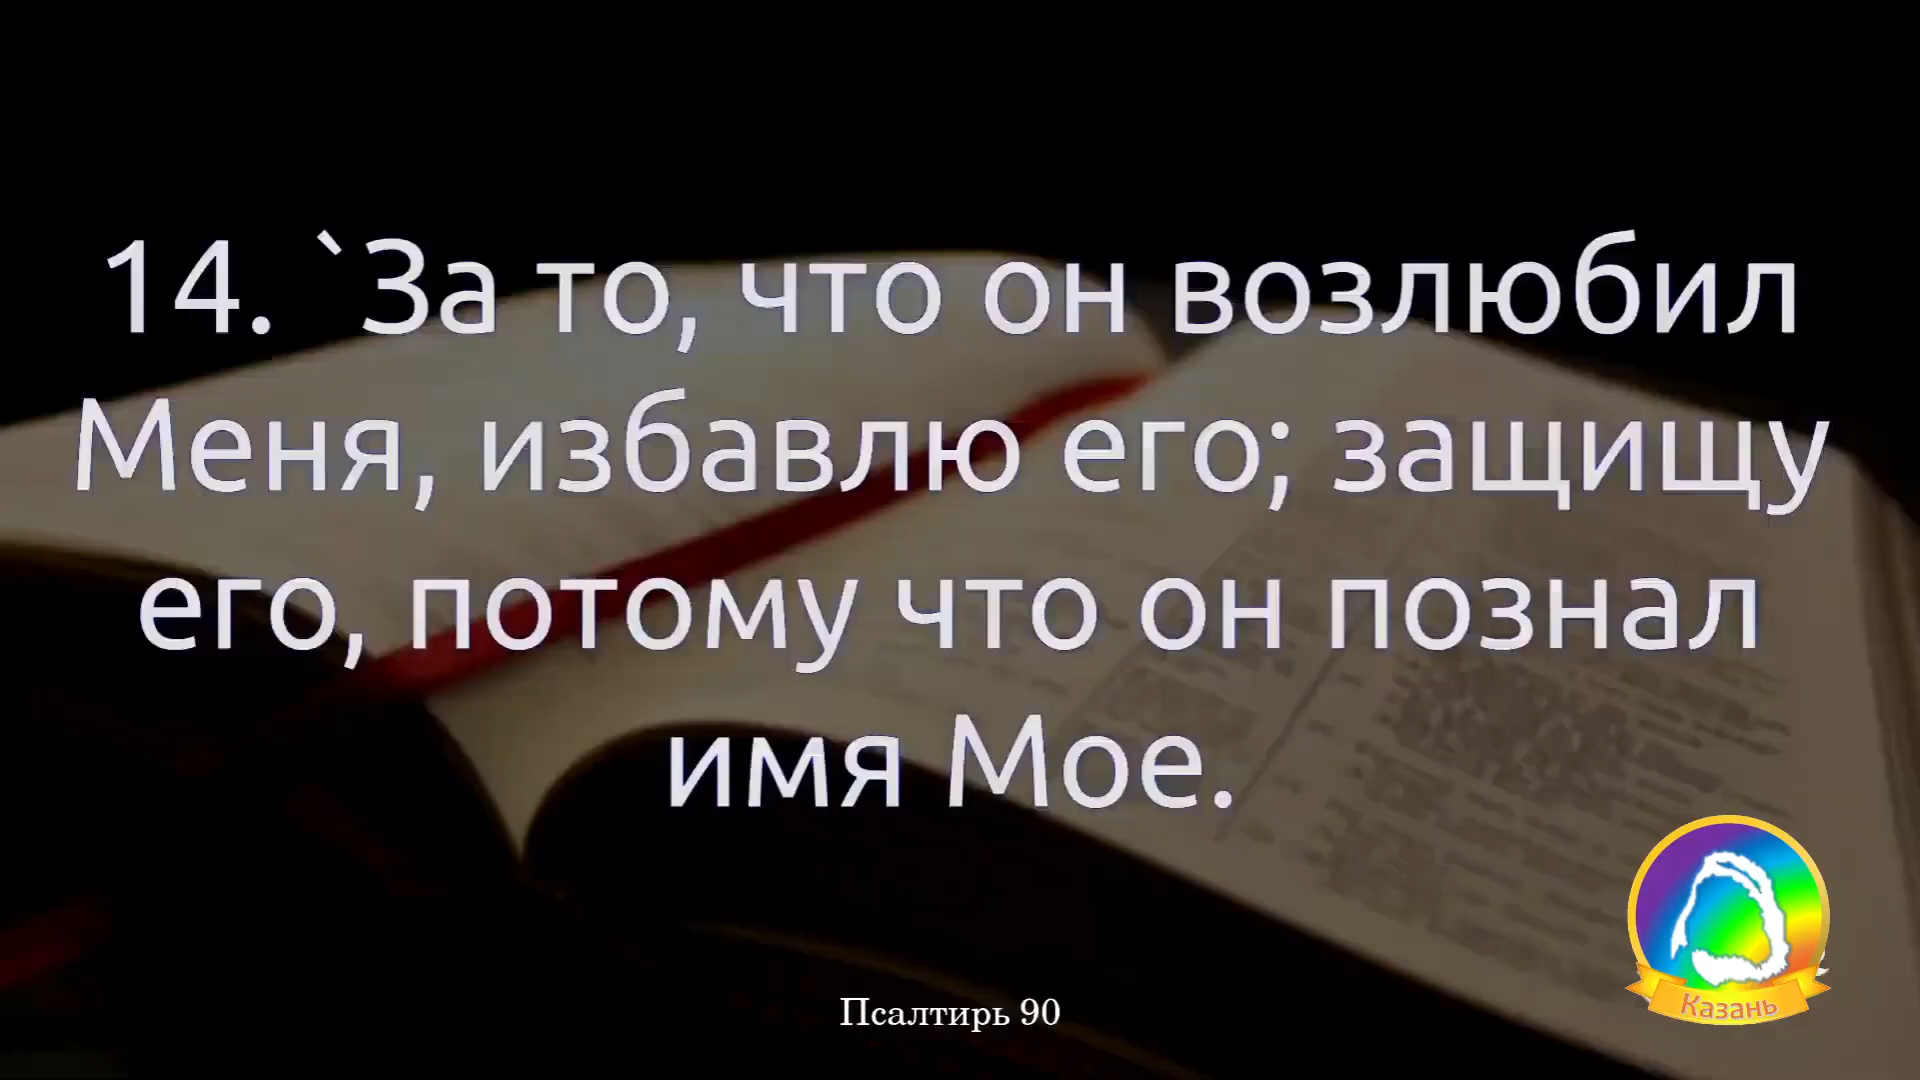 14. `За то, что он возлюбил
Меня, избавлю его; защищу
его, потому что он познал
имя Мое.
Псалтирь 90
Казань